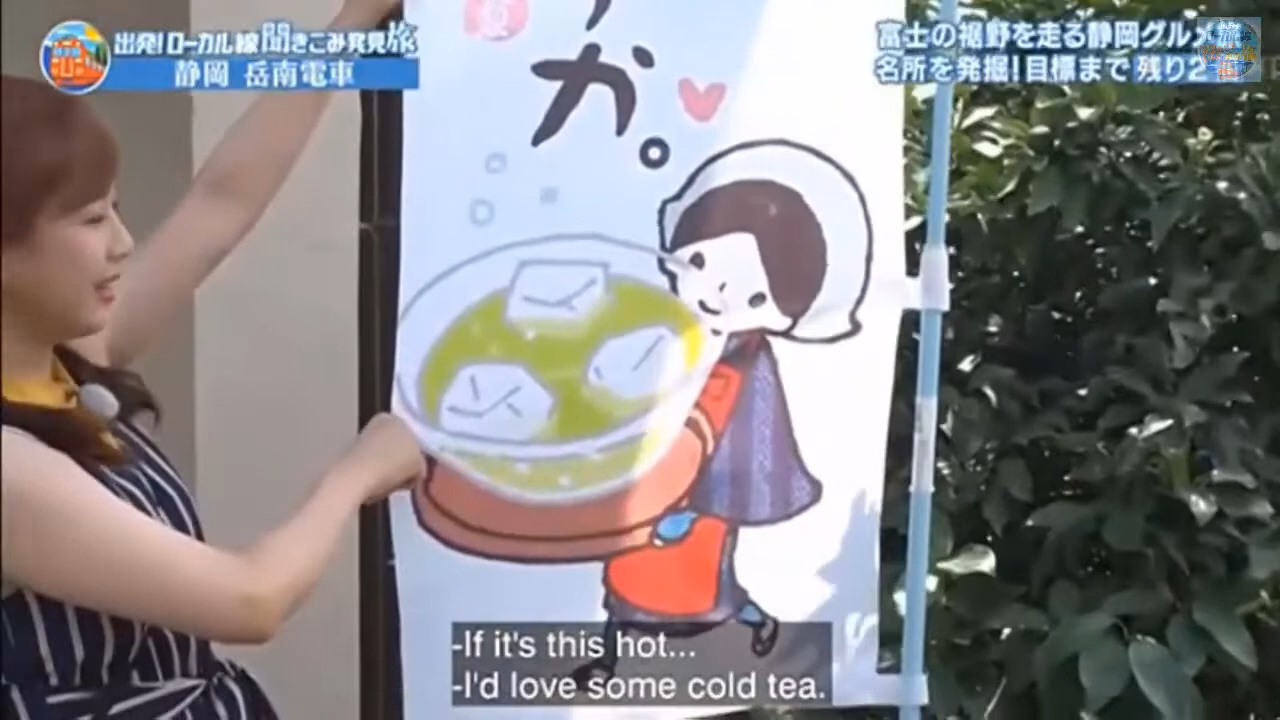 出発!ローカル線 聞きこみ発見旅
静岡 岳南電車
富士の裾野を走る静岡グルメ
名所を発掘!目標まで 残り2
か。
-If it's this hot...
-I'd love some cold tea.